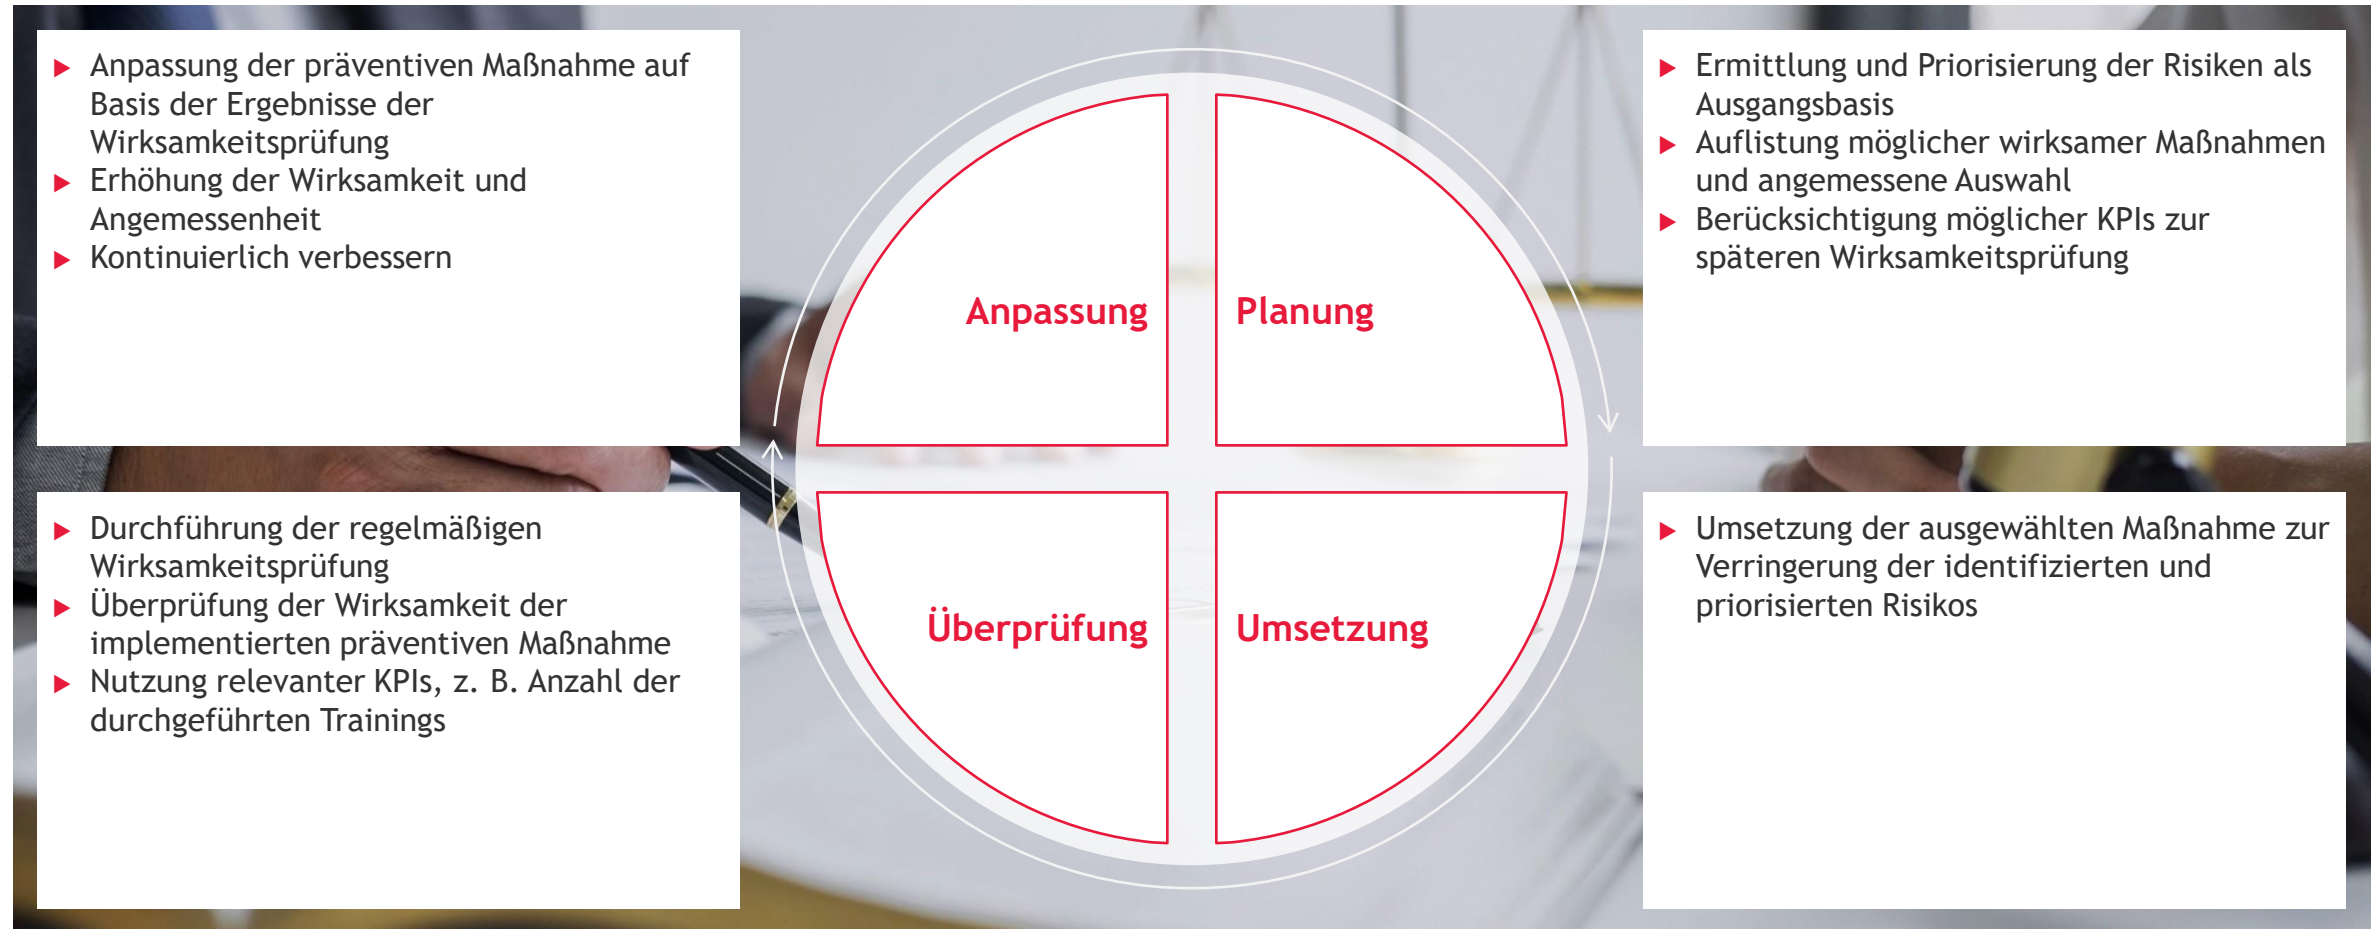 Anpassung der präventiven Maßnahme auf
Basis der Ergebnisse der
Wirksamkeitsprüfung
Erhöhung der Wirksamkeit und
Angemessenheit
Kontinuierlich verbessern
Anpassung
Planung
Ermittlung und Priorisierung der Risiken als
Ausgangsbasis
Auflistung möglicher wirksamer Maßnahmen
und angemessene Auswahl
Berücksichtigung möglicher KPIs zur
späteren Wirksamkeitsprüfung
Durchführung der regelmäßigen
Wirksamkeitsprüfung
Überprüfung der Wirksamkeit der
implementierten präventiven Maßnahme
Nutzung relevanter KPIs, z. B. Anzahl der
durchgeführten Trainings
Überprüfung
Umsetzung
Umsetzung der ausgewählten Maßnahme zur
Verringerung der identifizierten und
priorisierten Risikos